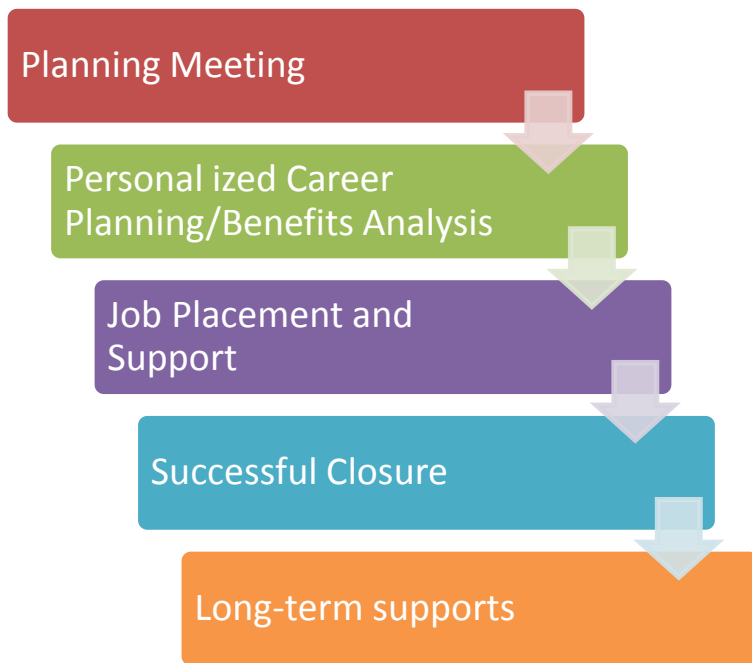 Planning Meeting
Personal ized Career
Planning/Benefits Analysis
Job Placement and
Support
Successful Closure
Long-term supports